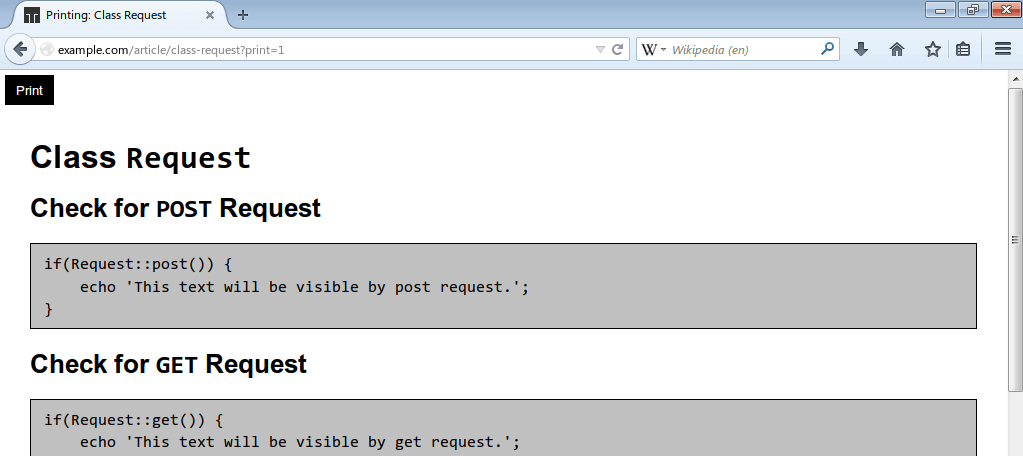 Printing: Class Request
example.com/article/class-request?print=1
W Wikipedia (en)
Print
Class Request
Check for POST Request
if(Request::post()) {
    echo 'This text will be visible by post request.';
}
Check for GET Request
if(Request::get()) {
    echo 'This text will be visible by get request.';